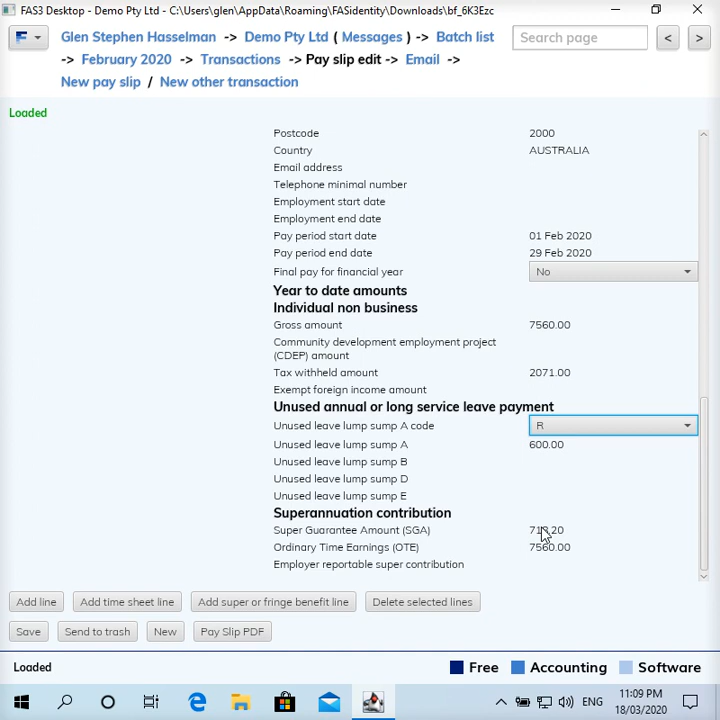 FAS3 Desktop - Demo Pty Ltd - C:\Users\glen\AppData\Roaming\FASidentity\Downloads\bf_6K3Ezc
Glen Stephen Hasselman -> Demo Pty Ltd ( Messages ) -> Batch list
-> February 2020 -> Transactions -> Pay slip edit -> Email ->
New pay slip / New other transaction
Search page
< >
Loaded
Postcode 2000
Country AUSTRALIA
Email address
Telephone minimal number
Employment start date
Employment end date
Pay period start date 01 Feb 2020
Pay period end date 29 Feb 2020
Final pay for financial year No
Year to date amounts
Individual non business
Gross amount 7560.00
Community development employment project
(CDEP) amount
Tax withheld amount 2071.00
Exempt foreign income amount
Unused annual or long service leave payment
Unused leave lump sump A code R
Unused leave lump sump A 600.00
Unused leave lump sump B
Unused leave lump sump D
Unused leave lump sump E
Superannuation contribution
Super Guarantee Amount (SGA)
Ordinary Time Earnings (OTE) 7560.00
Employer reportable super contribution
Add line Add time sheet line Add super or fringe benefit line Delete selected lines
Save Send to trash New Pay Slip PDF
Loaded Free Accounting Software
ENG 11:09 PM
18/03/2020